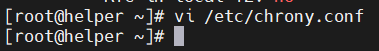 [root@helper ~]# vi /etc/chrony.conf
[root@helper ~]#